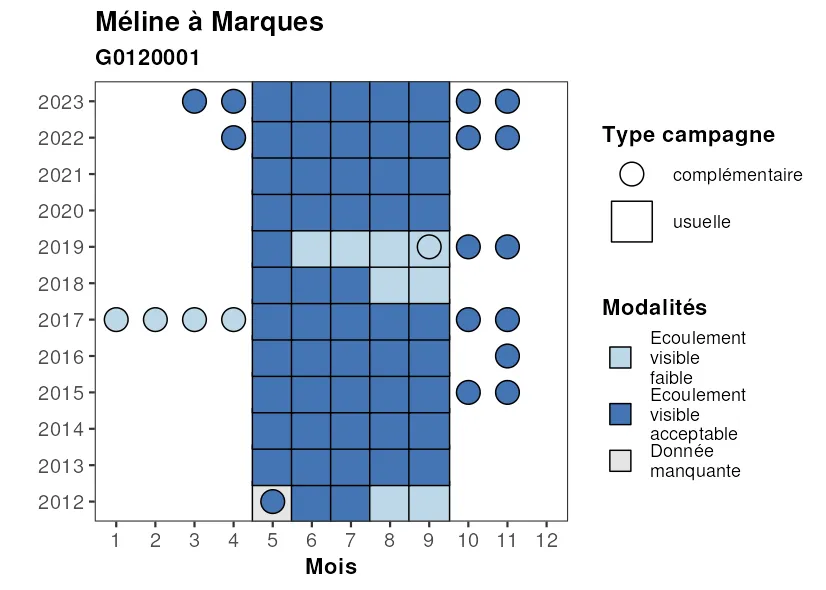 Méline à Marques
G0120001
2023
2022
2021
2020
2019
2018
2017
2016
2015
2014
2013
2012
1 2 3 4 5 6 7 8 9 10 11 12
Mois
Type campagne
complémentaire
usuelle
Modalités
Ecoulement
visible
faible
Ecoulement
visible
acceptable
Donnée
manquante